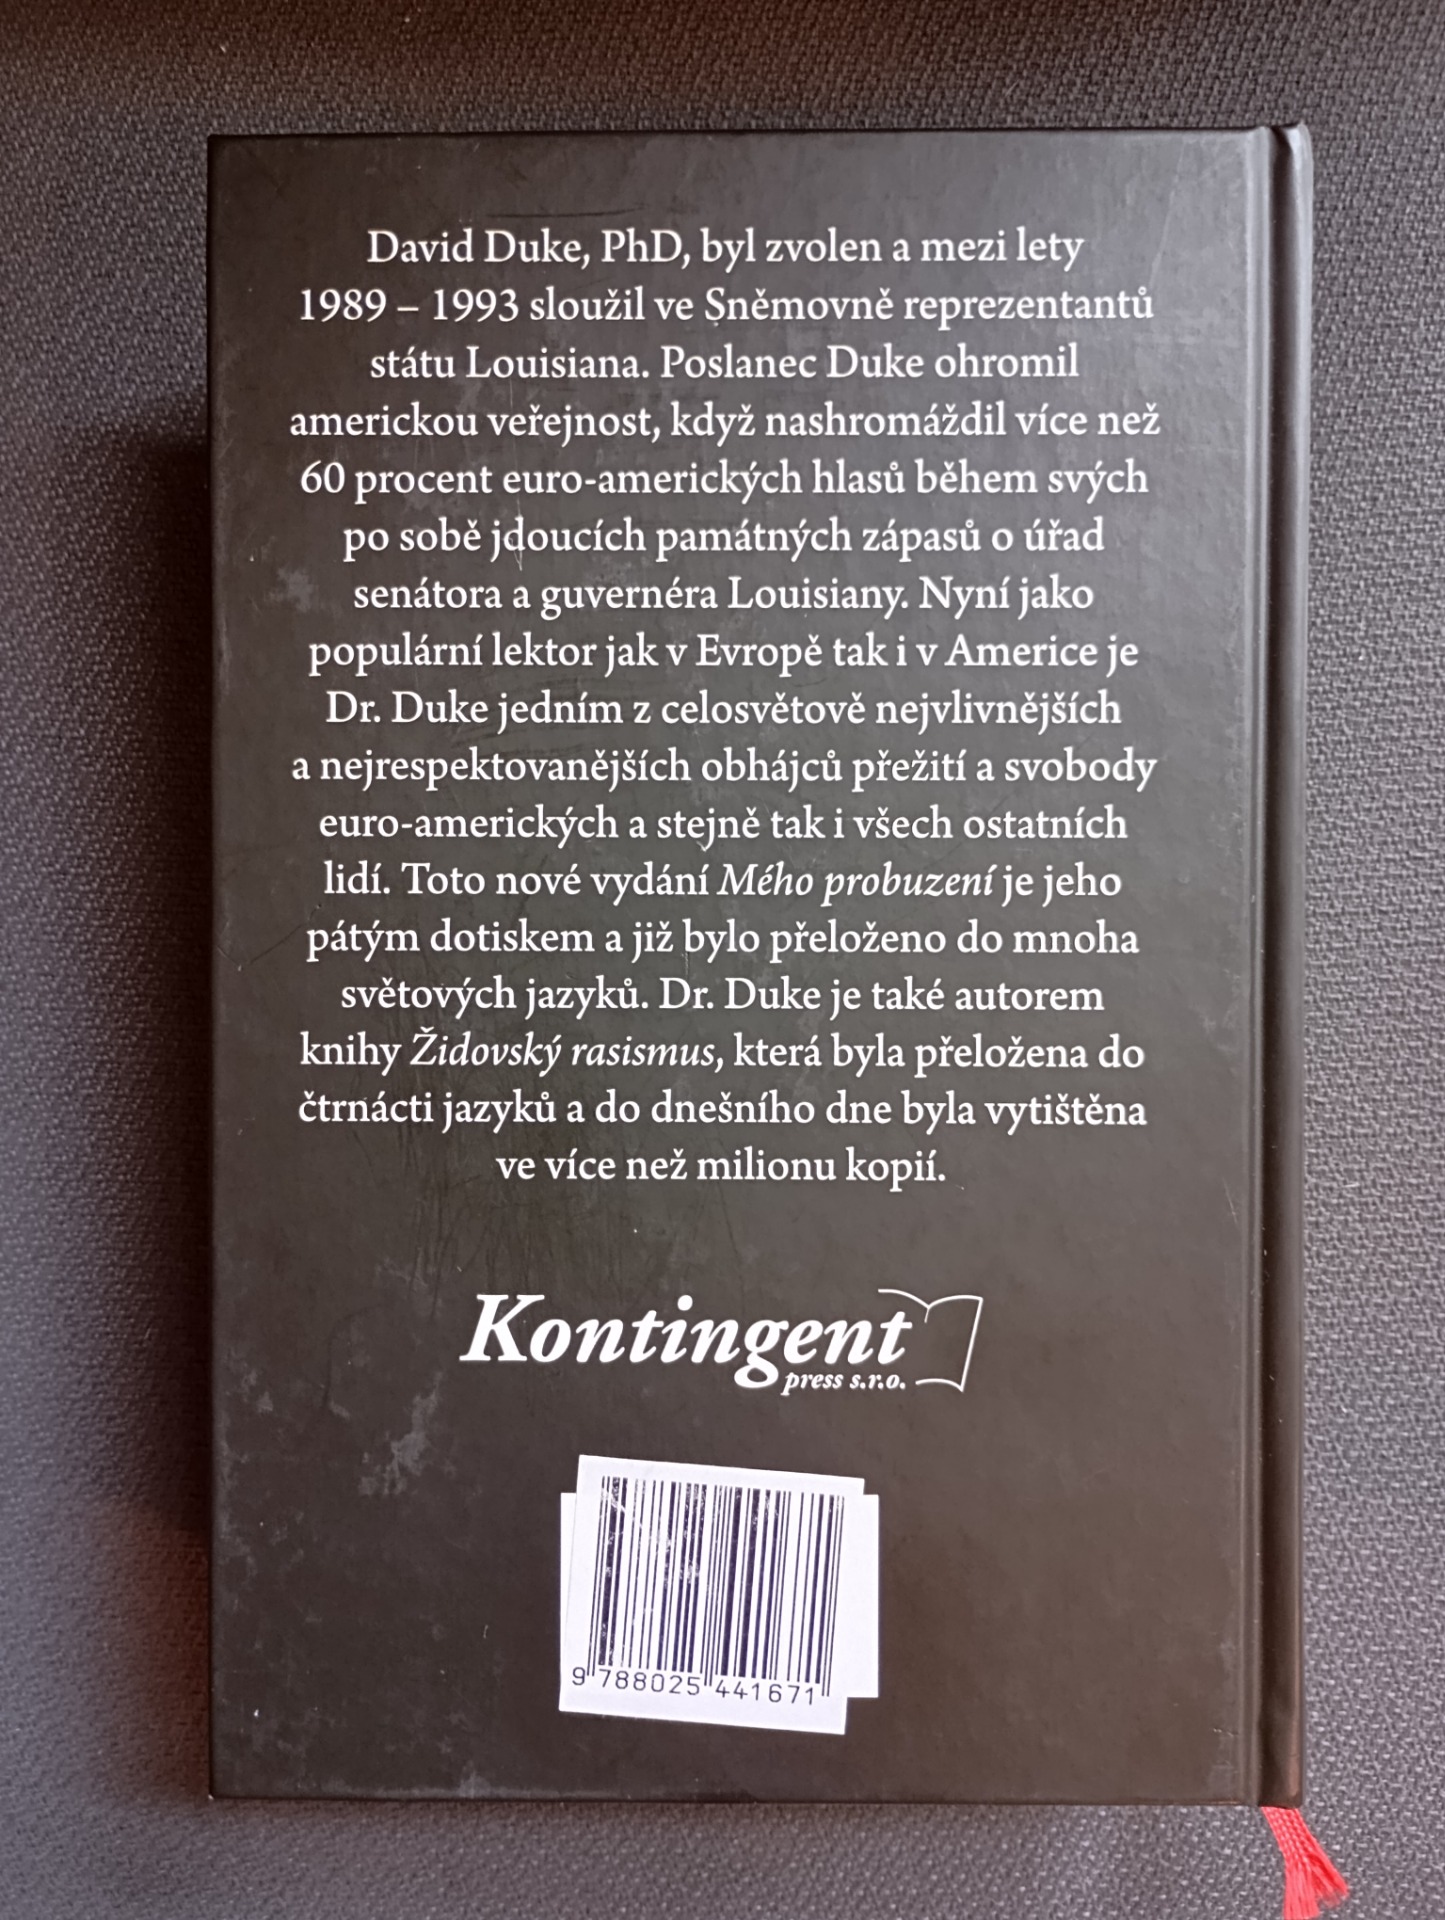 David Duke, PhD, byl zvolen a mezi lety
1989 – 1993 sloužil ve Sněmovně reprezentantů
státu Louisiana. Poslanec Duke ohromil
americkou veřejnost, když nashromáždil více než
60 procent euro-amerických hlasů během svých
po sobě jdoucích památných zápasů o úřad
senátora a guvernéra Louisiany. Nyní jako
populární lektor jak v Evropě tak i v Americe je
Dr. Duke jedním z celosvětově nejvlivnějších
a nejrespektovanějších obhájců přežití a svobody
euro-amerických a stejně tak i všech ostatních
lidí. Toto nové vydání Mého probuzení je jeho
pátým dotiskem a již bylo přeloženo do mnoha
světových jazyků. Dr. Duke je také autorem
knihy Židovský rasismus, která byla přeložena do
čtrnácti jazyků a do dnešního dne byla vytištěna
ve více než milionu kopií.
Kontingent
press s.r.o.
9 788025 441671